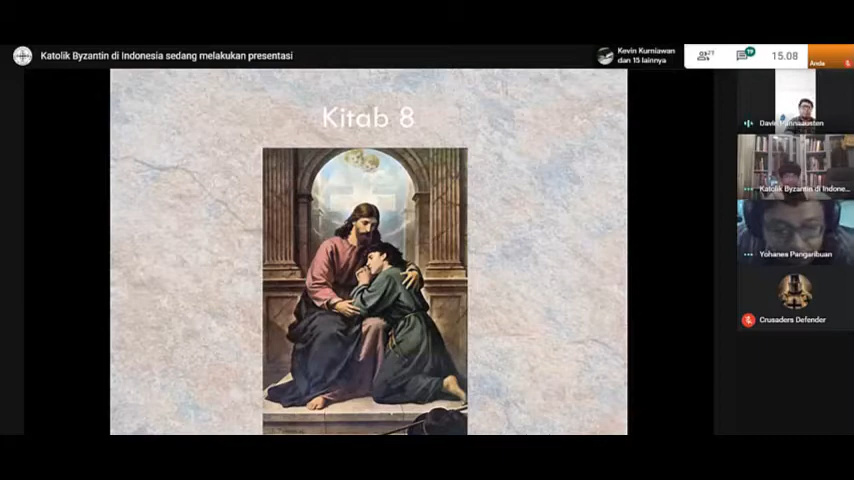 Katolik Byzantin di Indonesia sedang melakukan presentasi
Kevin Kurniawan
dan 15 lainnya
15.08
Anda
Kitab 8
Katolik Byzantin di Indone...
Yohanes Pangaribuan
Crusaders Defender